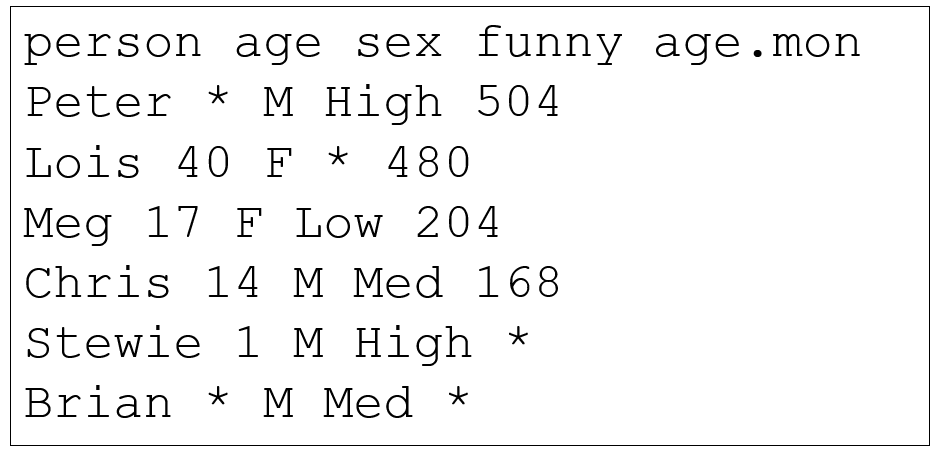 person age sex funny age.mon
Peter * M High 504
Lois 40 F * 480
Meg 17 F Low 204
Chris 14 M Med 168
Stewie 1 M High *
Brian * M Med *